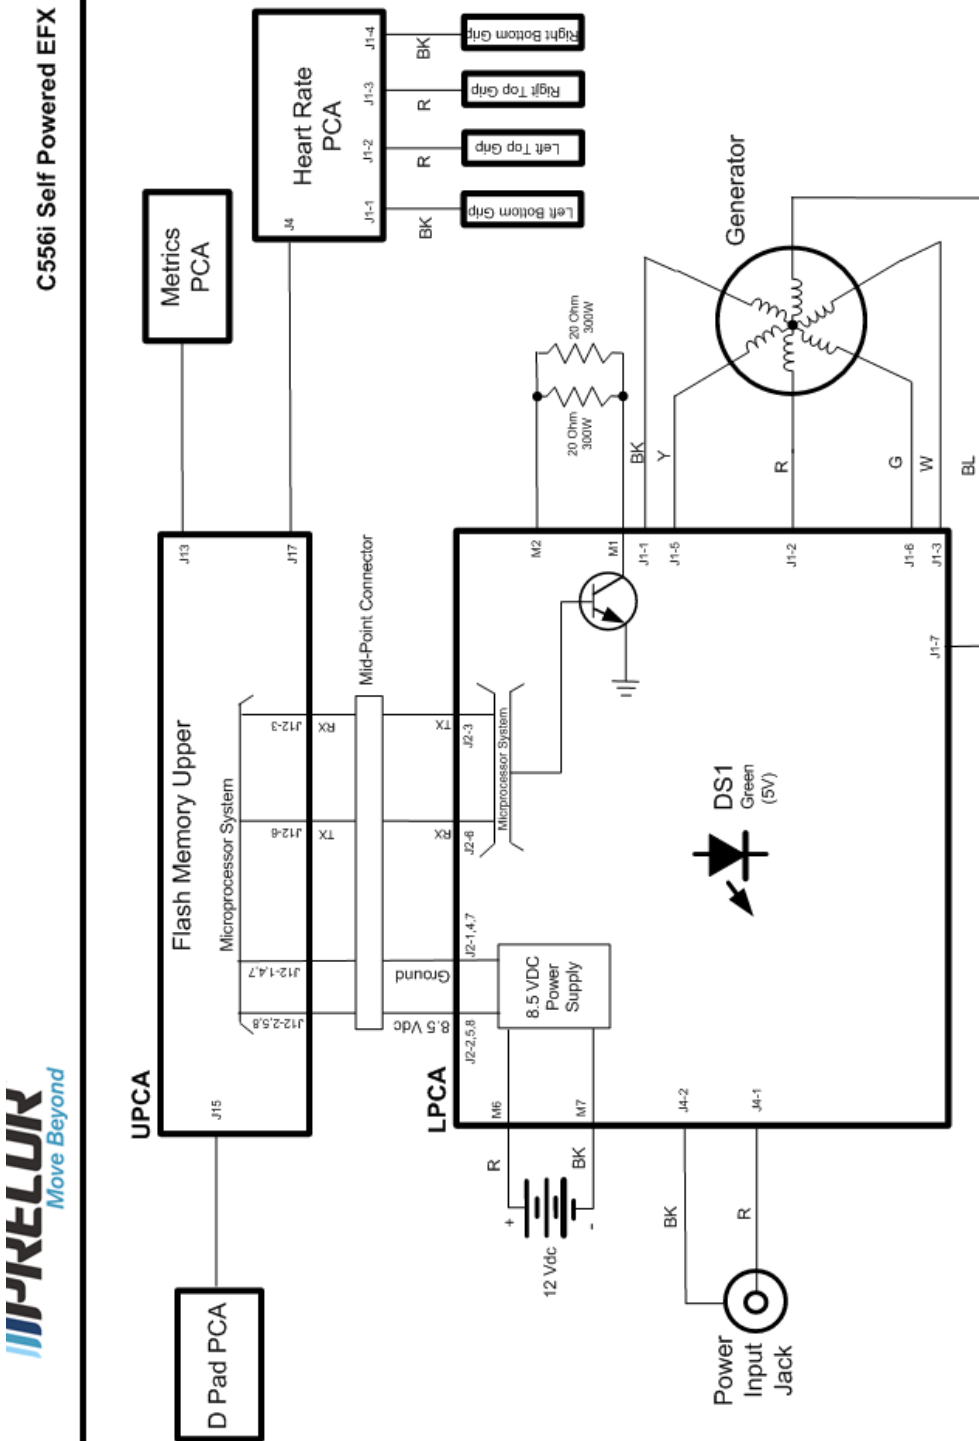 PRECOR
Move Beyond
C556i Self Powered EFX
D Pad PCA
UPCA
J15
Flash Memory Upper
Microprocessor System
J13
J17
J12-2,5,8
J12-1,4,7
J12-6
J12-3
TX
RX
Metrics
PCA
Heart Rate
PCA
J4
J1-1
J1-2
J1-3
J1-4
BK
R
R
BK
Left Bottom Grip
Left Top Grip
Rigjt Top Grip
Right Bottom Grip
Mid-Point Connector
8.5 Vdc
Ground
RX
TX
LPCA
J2-2,5,8
J2-1,4,7
J2-6
J2-3
Micrprocessor System
8.5 VDC
Power
Supply
M6
M7
R
BK
+
-
12 Vdc
M2
M1
20 Ohm
300W
20 Ohm
300W
J1-1
J1-5
J1-2
J1-6
J1-3
J1-7
BK
Y
R
G
W
BL
Generator
DS1
Green
(5V)
J4-2
J4-1
BK
R
Power
Input
Jack